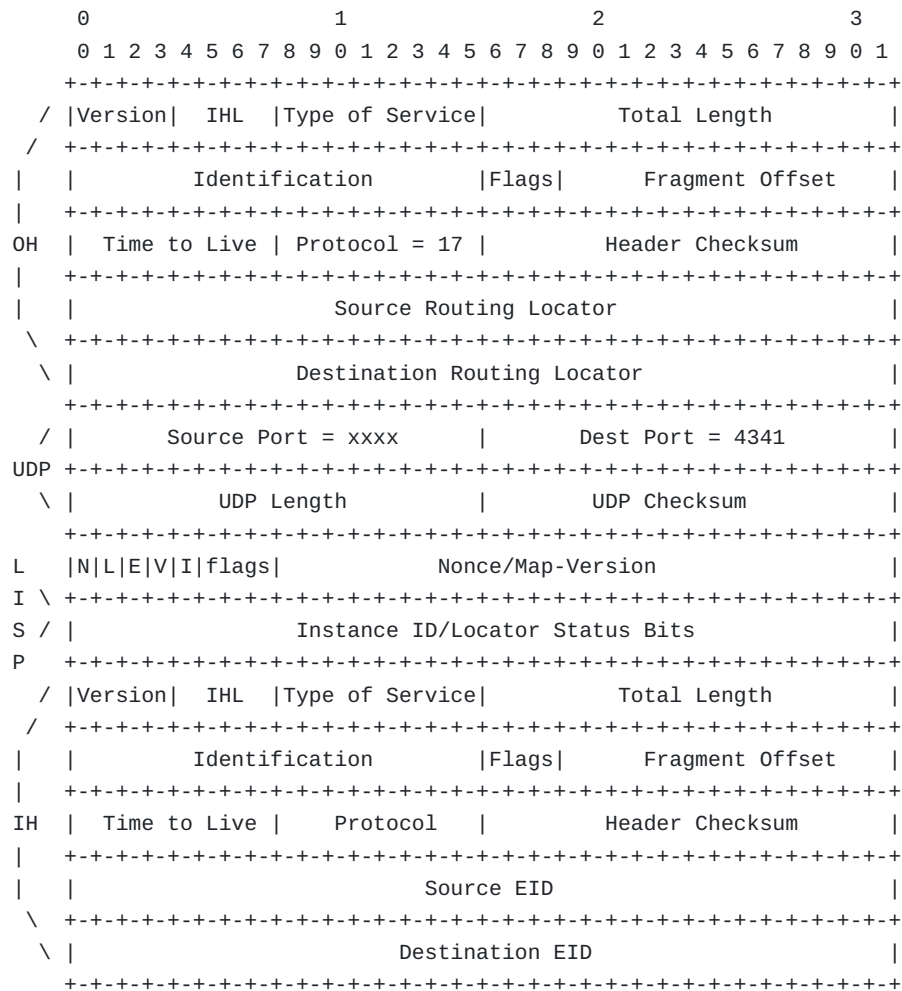 0                   1                   2                   3
     0 1 2 3 4 5 6 7 8 9 0 1 2 3 4 5 6 7 8 9 0 1 2 3 4 5 6 7 8 9 0 1
    +-+-+-+-+-+-+-+-+-+-+-+-+-+-+-+-+-+-+-+-+-+-+-+-+-+-+-+-+-+-+-+-+
  / |Version|  IHL  |Type of Service|          Total Length         |
 /  +-+-+-+-+-+-+-+-+-+-+-+-+-+-+-+-+-+-+-+-+-+-+-+-+-+-+-+-+-+-+-+-+
|   |         Identification        |Flags|      Fragment Offset    |
|   +-+-+-+-+-+-+-+-+-+-+-+-+-+-+-+-+-+-+-+-+-+-+-+-+-+-+-+-+-+-+-+-+
OH  |  Time to Live | Protocol = 17 |         Header Checksum       |
|   +-+-+-+-+-+-+-+-+-+-+-+-+-+-+-+-+-+-+-+-+-+-+-+-+-+-+-+-+-+-+-+-+
|   |                    Source Routing Locator                     |
 \  +-+-+-+-+-+-+-+-+-+-+-+-+-+-+-+-+-+-+-+-+-+-+-+-+-+-+-+-+-+-+-+-+
  \ |                 Destination Routing Locator                   |
    +-+-+-+-+-+-+-+-+-+-+-+-+-+-+-+-+-+-+-+-+-+-+-+-+-+-+-+-+-+-+-+-+
  / |       Source Port = xxxx      |       Dest Port = 4341        |
UDP +-+-+-+-+-+-+-+-+-+-+-+-+-+-+-+-+-+-+-+-+-+-+-+-+-+-+-+-+-+-+-+-+
  \ |           UDP Length          |        UDP Checksum           |
    +-+-+-+-+-+-+-+-+-+-+-+-+-+-+-+-+-+-+-+-+-+-+-+-+-+-+-+-+-+-+-+-+
L   |N|L|E|V|I|flags|            Nonce/Map-Version                  |
I \ +-+-+-+-+-+-+-+-+-+-+-+-+-+-+-+-+-+-+-+-+-+-+-+-+-+-+-+-+-+-+-+-+
S / |                 Instance ID/Locator Status Bits               |
P   +-+-+-+-+-+-+-+-+-+-+-+-+-+-+-+-+-+-+-+-+-+-+-+-+-+-+-+-+-+-+-+-+
  / |Version|  IHL  |Type of Service|          Total Length         |
 /  +-+-+-+-+-+-+-+-+-+-+-+-+-+-+-+-+-+-+-+-+-+-+-+-+-+-+-+-+-+-+-+-+
|   |         Identification        |Flags|      Fragment Offset    |
|   +-+-+-+-+-+-+-+-+-+-+-+-+-+-+-+-+-+-+-+-+-+-+-+-+-+-+-+-+-+-+-+-+
IH  |  Time to Live |    Protocol   |         Header Checksum       |
|   +-+-+-+-+-+-+-+-+-+-+-+-+-+-+-+-+-+-+-+-+-+-+-+-+-+-+-+-+-+-+-+-+
|   |                           Source EID                          |
 \  +-+-+-+-+-+-+-+-+-+-+-+-+-+-+-+-+-+-+-+-+-+-+-+-+-+-+-+-+-+-+-+-+
  \ |                         Destination EID                       |
    +-+-+-+-+-+-+-+-+-+-+-+-+-+-+-+-+-+-+-+-+-+-+-+-+-+-+-+-+-+-+-+-+